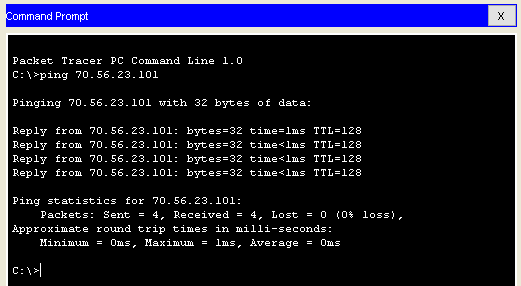 Command Prompt
X
Packet Tracer PC Command Line 1.0
C:\>ping 70.56.23.101
Pinging 70.56.23.101 with 32 bytes of data:
Reply from 70.56.23.101: bytes=32 time=1ms TTL=128
Reply from 70.56.23.101: bytes=32 time<1ms TTL=128
Reply from 70.56.23.101: bytes=32 time<1ms TTL=128
Reply from 70.56.23.101: bytes=32 time<1ms TTL=128
Ping statistics for 70.56.23.101:
    Packets: Sent = 4, Received = 4, Lost = 0 (0% loss),
Approximate round trip times in milli-seconds:
    Minimum = 0ms, Maximum = 1ms, Average = 0ms
C:\>